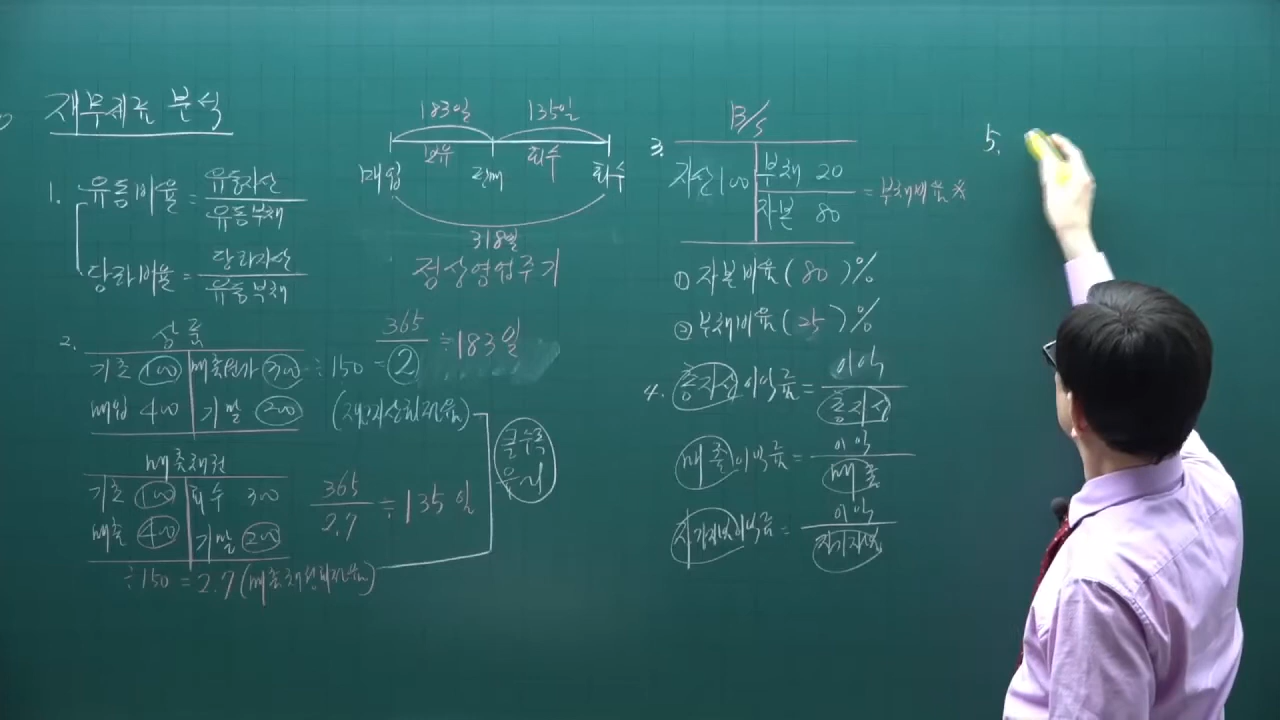 재무제표 분석
1. 유동비율 = 유동자산 / 유동부채
당좌비율 = 당좌자산 / 유동부채
2. 상품
기초 100 매출원가 300 ÷150 = 2
매입 400 기말 200 (재고자산회전율)
매출채권
기초 100 회수 300
매출 400 기말 200
÷150 = 2.7 (매출채권회전율)
183일 135일
보유 회수
매입 판매 회수
318일
정상영업주기
365 / 2 ≑ 183일
클수록
유리
365 / 2.7 ≑ 135일
3. B/S
자산 100 부채 20
자본 80 = 부채비율
① 자본비율 ( 80 ) %
② 부채비율 ( 25 ) %
4. 총자산이익률 = 이익 / 총자산
매출이익률 = 이익 / 매출
자기자본이익률 = 이익 / 자기자본
5.